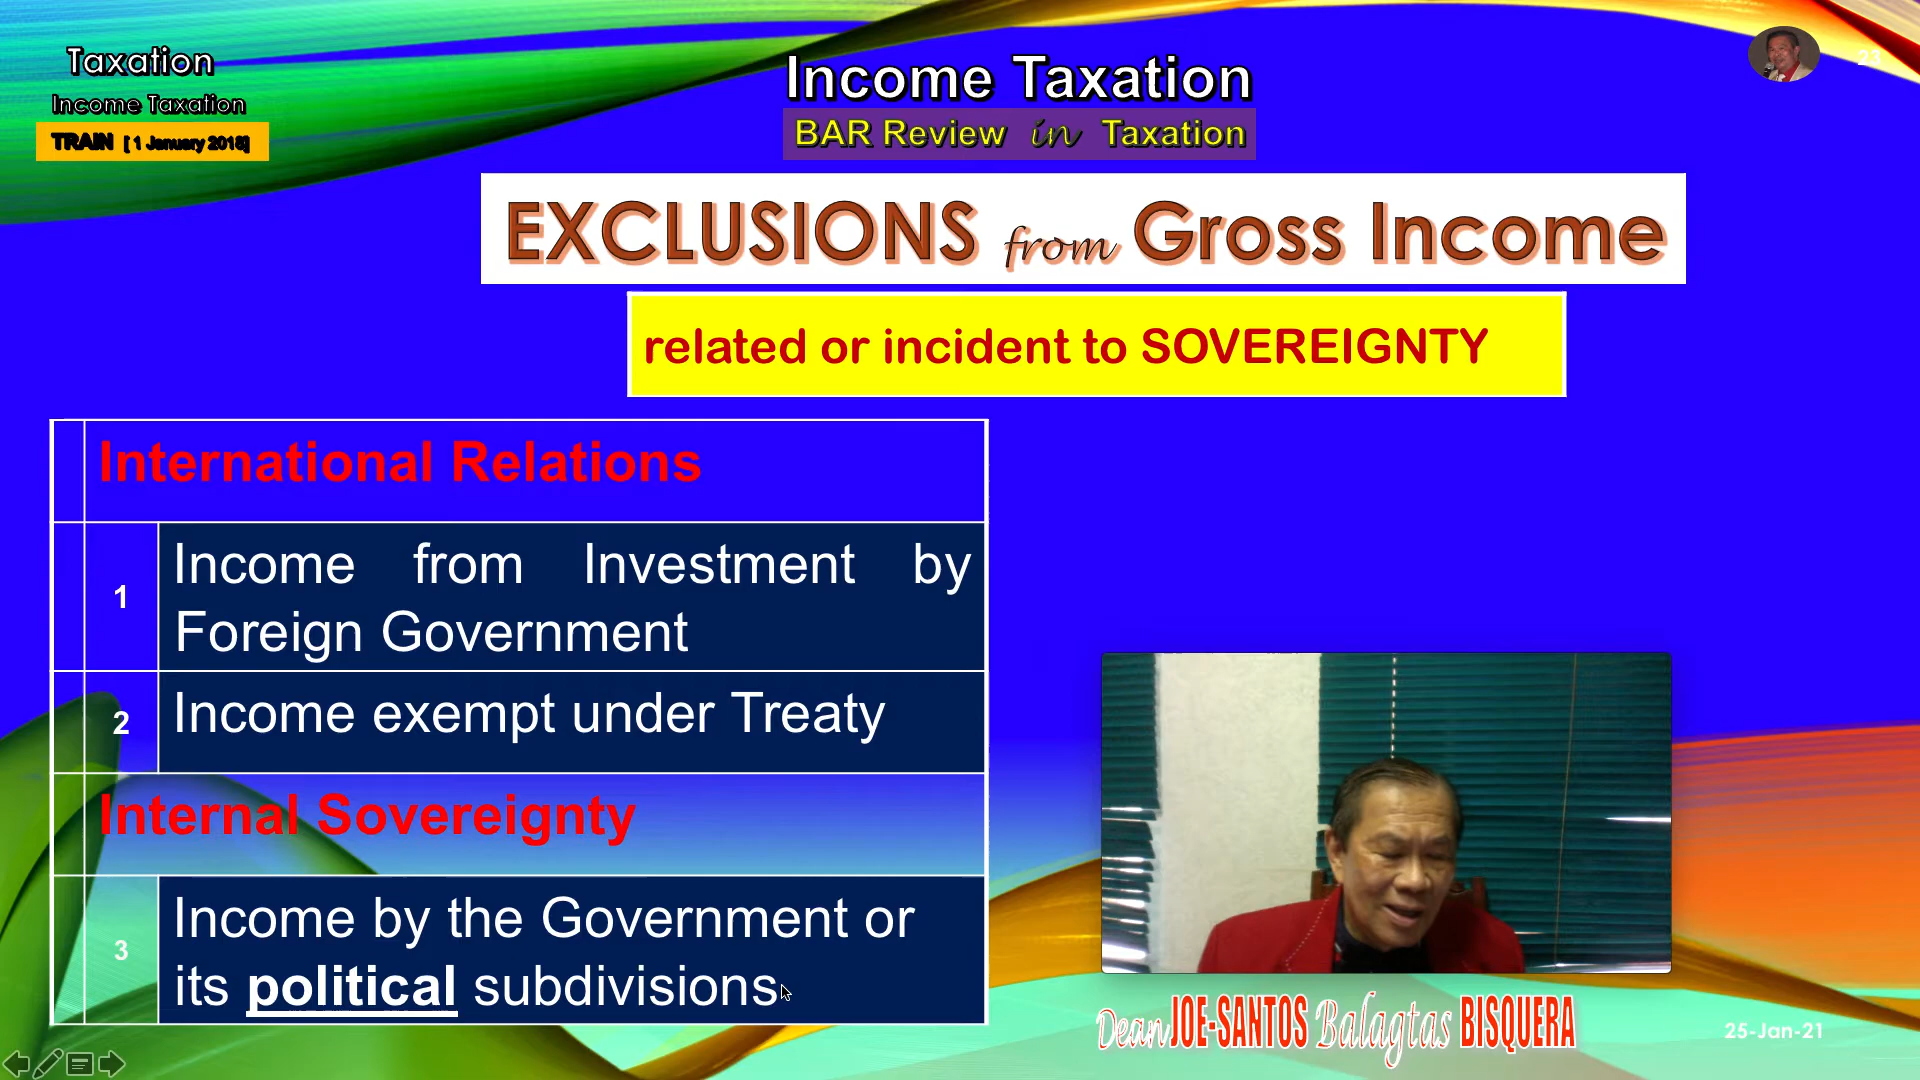 Taxation
Income Taxation
TRAIN [ 1 January 2018]
Income Taxation
BAR Review in Taxation
23
EXCLUSIONS from Gross Income
related or incident to SOVEREIGNTY
International Relations
1
Income from Investment by
Foreign Government
2
Income exempt under Treaty
Internal Sovereignty
3
Income by the Government or
its political subdivisions
Dean JOE-SANTOS Balagtas BISQUERA
25-Jan-21